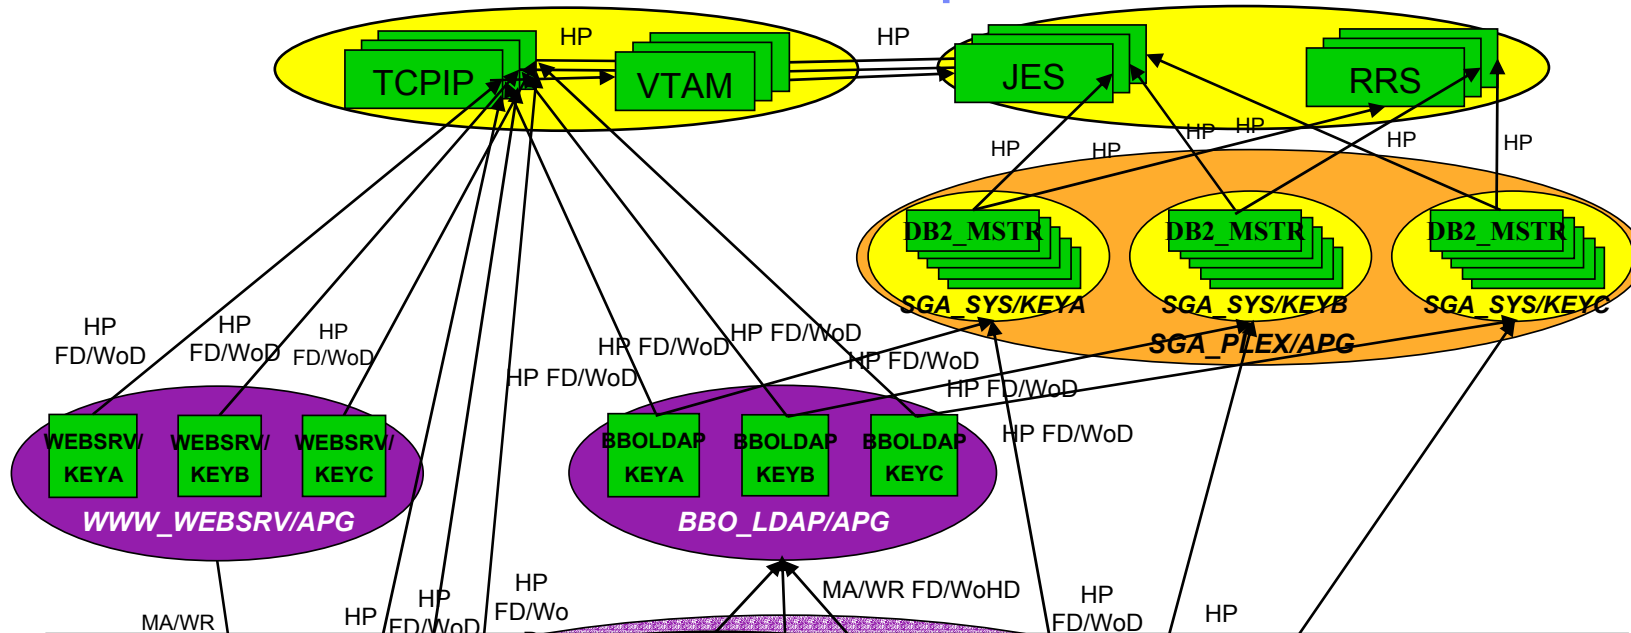 HP
HP
TCPIP
VTAM
JES
RRS
HP
HP
HP
HP
HP
HP
DB2_MSTR
DB2_MSTR
DB2_MSTR
SGA_SYS/KEYA
SGA_SYS/KEYB
SGA_SYS/KEYC
SGA_PLEX/APG
HP
FD/WoD
HP
FD/WoD
HP
FD/WoD
HP FD/WoD
HP FD/WoD
HP FD/WoD
HP FD/WoD
HP FD/WoD
HP FD/WoD
WEBSRV/
KEYA
WEBSRV/
KEYB
WEBSRV/
KEYC
WWW_WEBSRV/APG
BBOLDAP
KEYA
BBOLDAP
KEYB
BBOLDAP
KEYC
BBO_LDAP/APG
MA/WR
HP
HP
FD/WoD
HP
FD/Wo
MA/WR FD/WoHD
HP
FD/WoD
HP